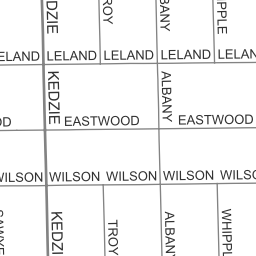 KEDZIE
TROY
ALBANY
WHIPPLE
LELAND LELAND LELAND LELAND LELAND
KEDZIE
ALBANY
EASTWOOD EASTWOOD
WILSON WILSON WILSON WILSON WILSON
KEDZIE
TROY
ALBANY
WHIPPLE